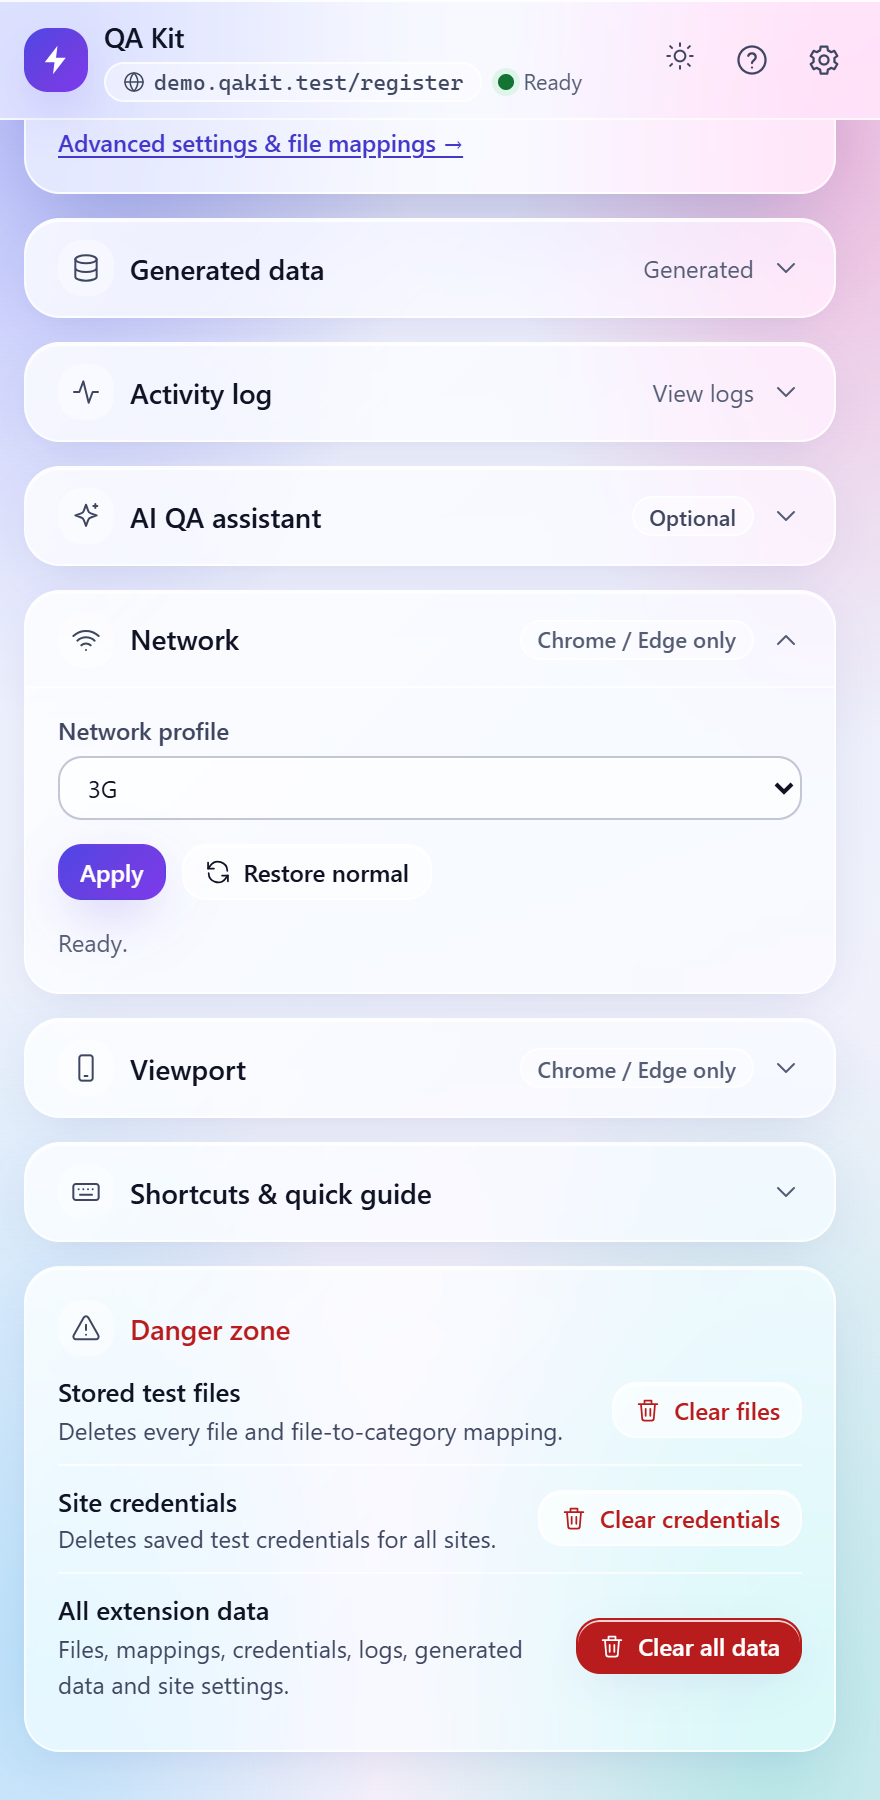 QA Kit
demo.qakit.test/register
Ready
Advanced settings & file mappings →
Generated data
Generated
Activity log
View logs
AI QA assistant
Optional
Network
Chrome / Edge only
Network profile
3G
Apply
Restore normal
Ready.
Viewport
Chrome / Edge only
Shortcuts & quick guide
Danger zone
Stored test files
Deletes every file and file-to-category mapping.
Clear files
Site credentials
Deletes saved test credentials for all sites.
Clear credentials
All extension data
Files, mappings, credentials, logs, generated
data and site settings.
Clear all data